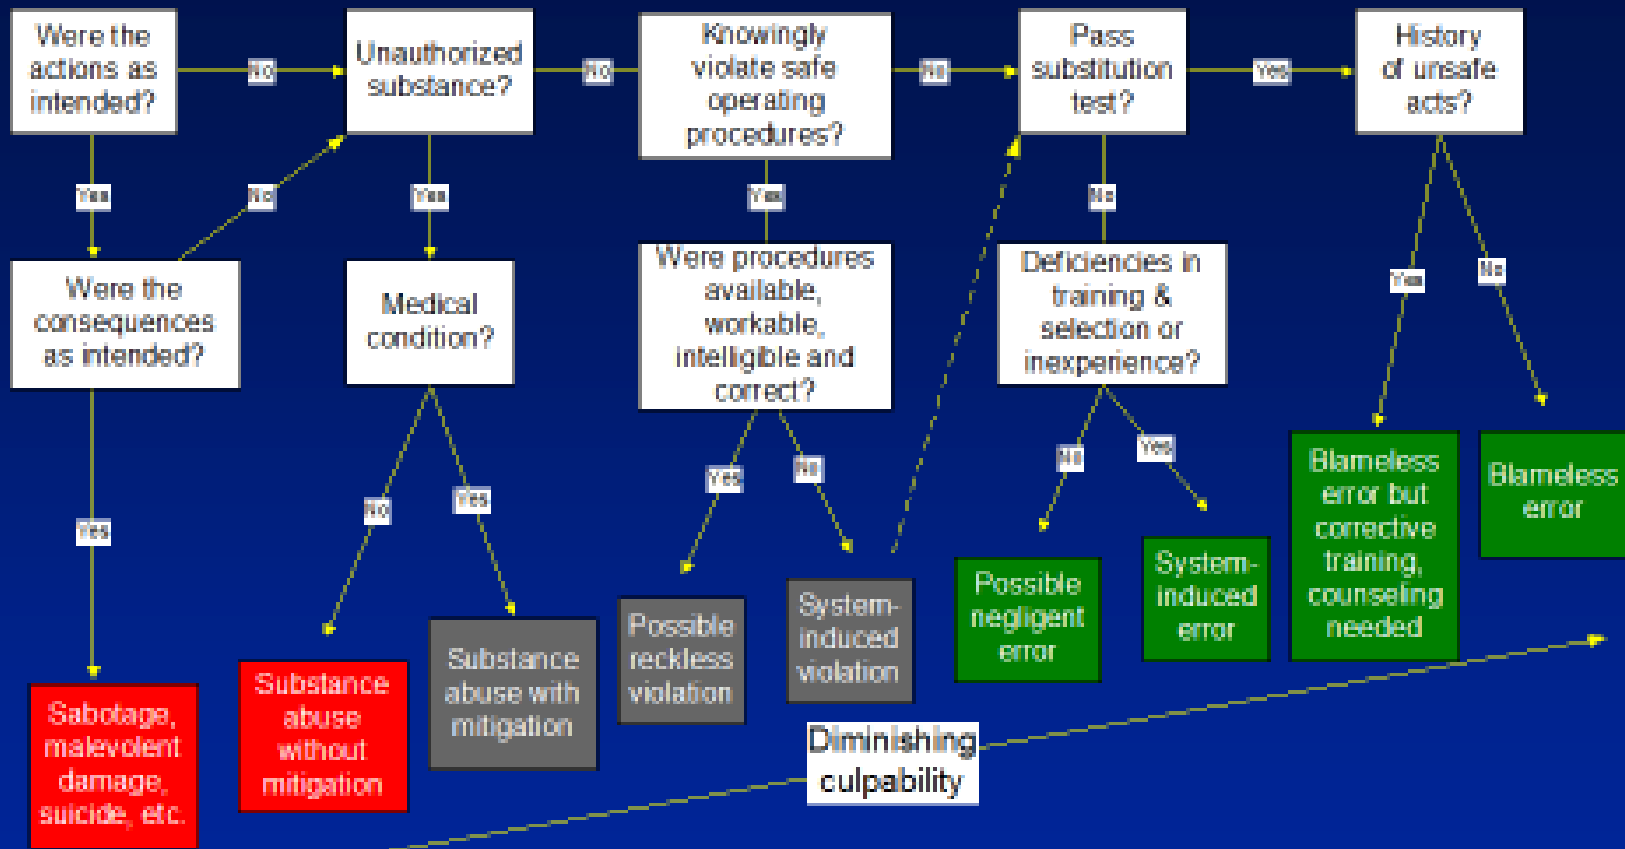 Were the
actions as
intended?
No
Unauthorized
substance?
No
Knowingly
violate safe
operating
procedures?
No
Pass
substitution
test?
Yes
History
of unsafe
acts?
Yes
No
Yes
Yes
No
Yes
No
Were the
consequences
as intended?
Medical
condition?
Were procedures
available,
workable,
intelligible and
correct?
Deficiencies in
training &
selection or
inexperience?
Yes
No
Yes
Yes
No
No
Yes
Blameless
error but
corrective
training,
counseling
needed
Blameless
error
Yes
No
Sabotage,
malevolent
damage,
suicide, etc.
Substance
abuse
without
mitigation
Substance
abuse with
mitigation
Possible
reckless
violation
System-
induced
violation
Possible
negligent
error
System-
induced
error
Diminishing
culpability